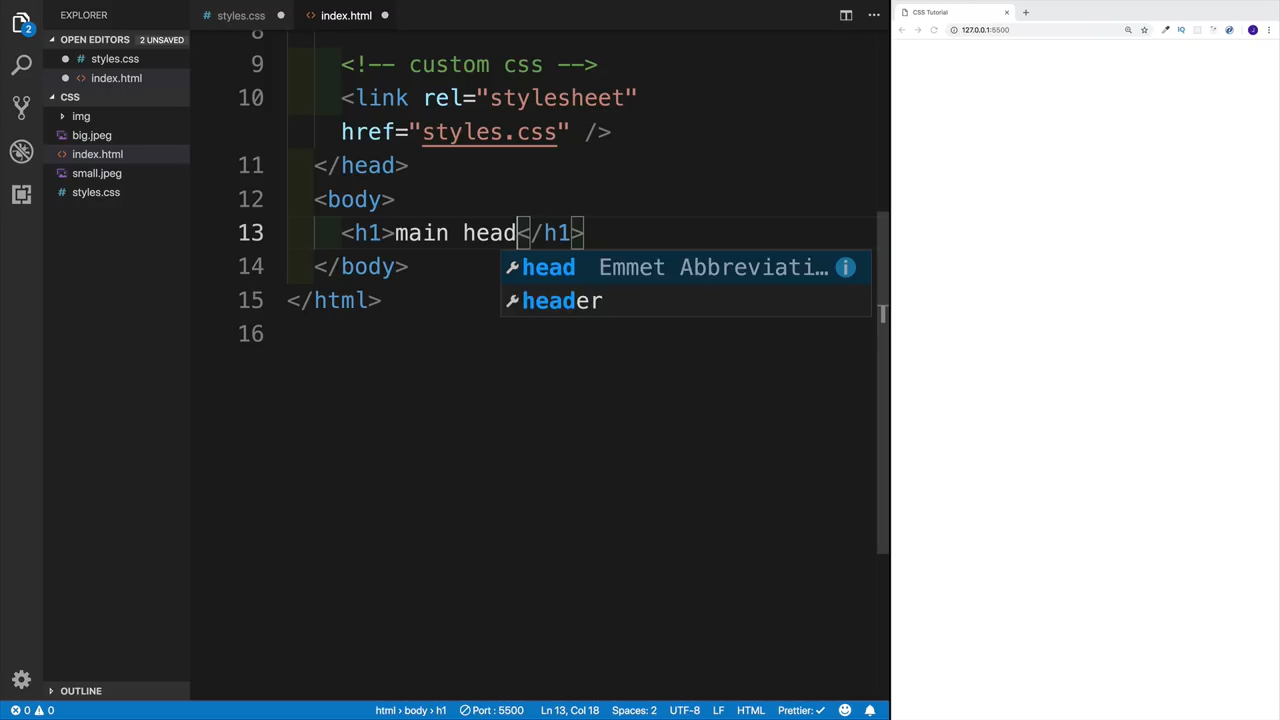 EXPLORER
OPEN EDITORS 2 UNSAVED
styles.css
index.html
CSS
img
big.jpeg
index.html
small.jpeg
styles.css
OUTLINE
2
styles.css
index.html
8
9 <!-- custom css -->
10 <link rel="stylesheet"
href="styles.css" />
11 </head>
12 <body>
13 <h1>main head</h1>
14 </body>
15 </html>
16
head Emmet Abbreviati…
header
0 0
html › body › h1
Port : 5500
Ln 13, Col 18
Spaces: 2
UTF-8
LF
HTML
Prettier: ✓
CSS Tutorial
127.0.0.1:5500
IQ
J